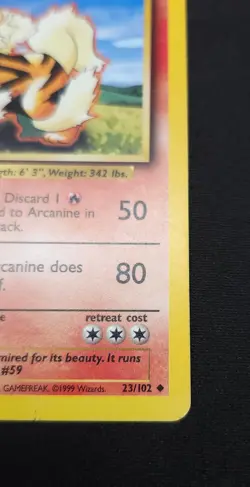 gth: 6' 3", Weight: 342 lbs.
Discard 1
d to Arcanine in
50
ack.
canine does
80
f.
e
retreat cost
mired for its beauty. It runs
#59
GAMEFREAK. ©1999 Wizards.
23/102 ◆